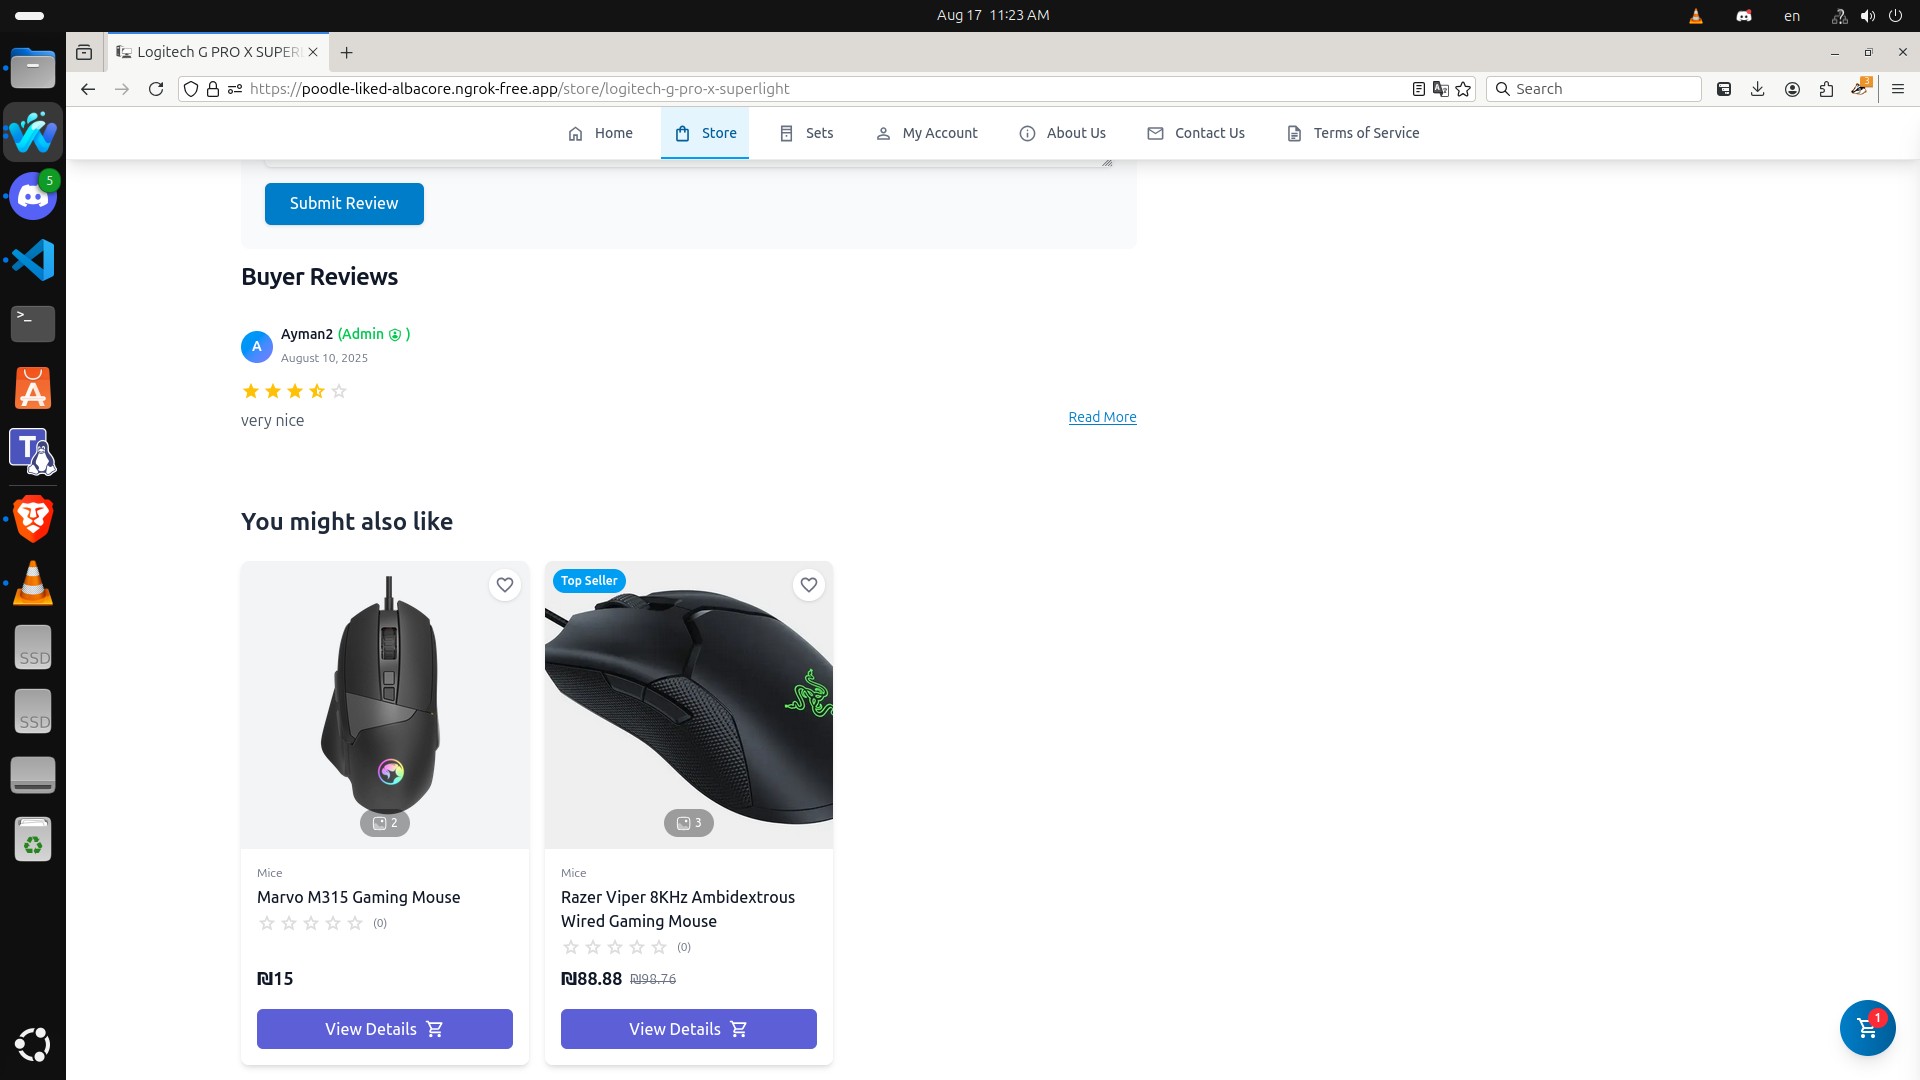 Aug 17 11:23 AM
en
Logitech G PRO X SUPERL
https://poodle-liked-albacore.ngrok-free.app/store/logitech-g-pro-x-superlight
Search
3
Home
Store
Sets
My Account
About Us
Contact Us
Terms of Service
5
Submit Review
Buyer Reviews
A
Ayman2 (Admin )
August 10, 2025
very nice
Read More
You might also like
Top Seller
2
3
Mice
Marvo M315 Gaming Mouse
(0)
₪15
View Details
Mice
Razer Viper 8KHz Ambidextrous
Wired Gaming Mouse
(0)
₪88.88 ₪98.76
View Details
1
SSD
SSD